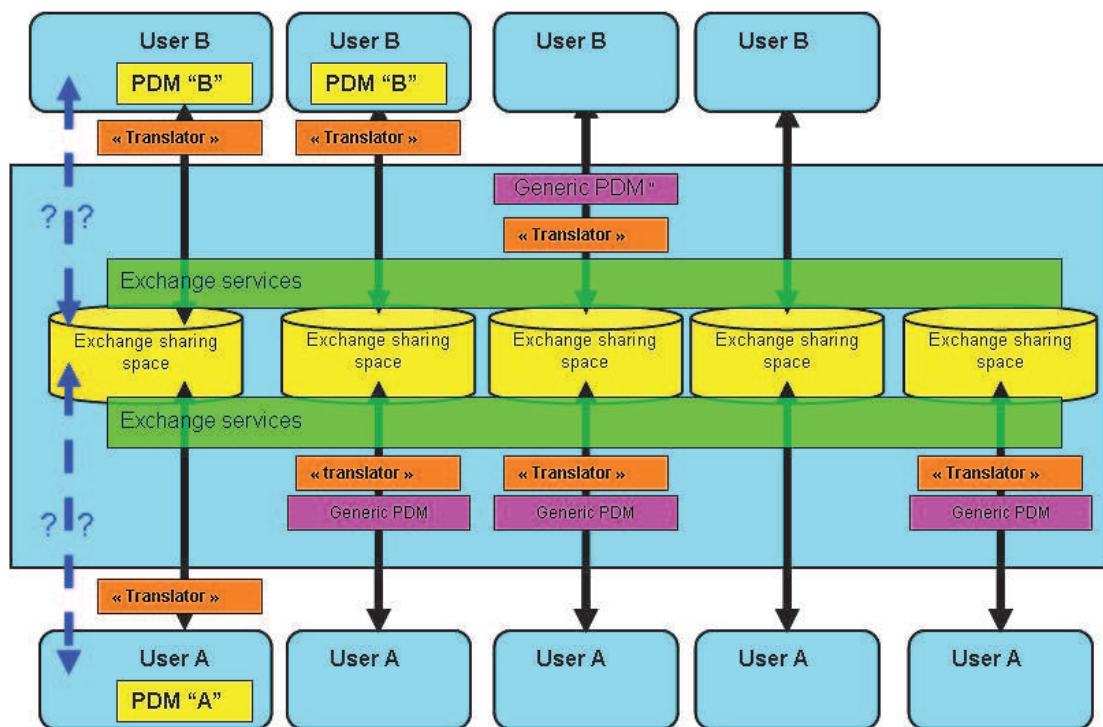 User B
User B
User B
User B
PDM “B”
PDM “B”
« Translator »
« Translator »
Generic PDM "
« Translator »
? ?
Exchange services
Exchange sharing
space
Exchange sharing
space
Exchange sharing
space
Exchange sharing
space
Exchange sharing
space
Exchange services
« translator »
« Translator »
« Translator »
Generic PDM
Generic PDM
Generic PDM
? ?
« Translator »
User A
User A
User A
User A
User A
PDM “A”